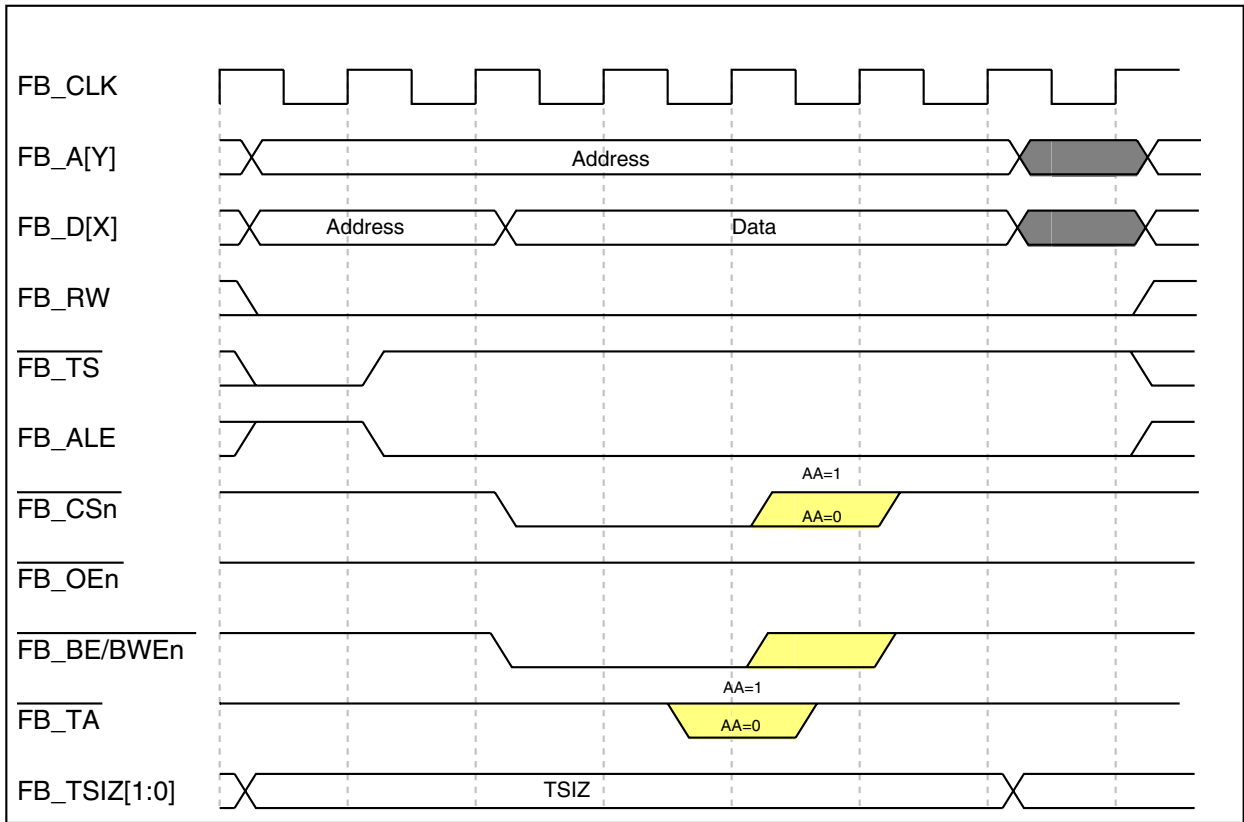 FB_CLK
FB_A[Y]
Address
FB_D[X]
Address
Data
FB_RW
FB_TS
FB_ALE
AA=1
FB_CSn
AA=0
FB_OEn
FB_BE/BWEn
AA=1
FB_TA
AA=0
FB_TSIZ[1:0]
TSIZ